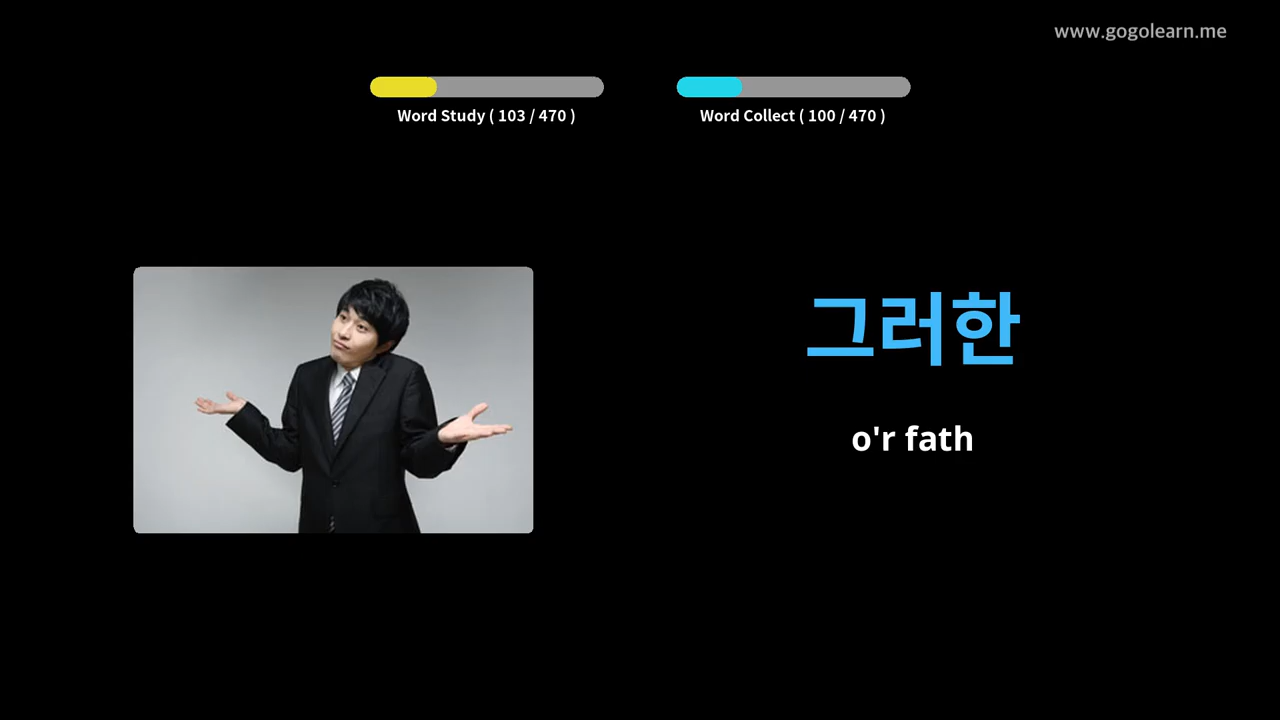 www.gogolearn.me
Word Study ( 103 / 470 )
Word Collect ( 100 / 470 )
그러한
o'r fath